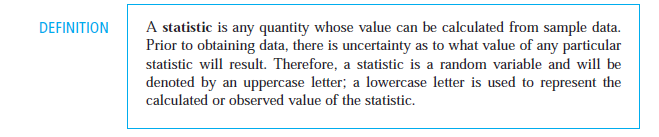 DEFINITION
A statistic is any quantity whose value can be calculated from sample data.
Prior to obtaining data, there is uncertainty as to what value of any particular
statistic will result. Therefore, a statistic is a random variable and will be
denoted by an uppercase letter; a lowercase letter is used to represent the
calculated or observed value of the statistic.